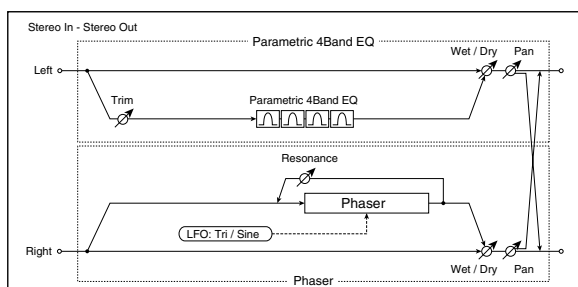 Stereo In - Stereo Out
Parametric 4Band EQ
Wet / Dry
Pan
Left
Trim
Parametric 4Band EQ
Resonance
Phaser
LFO: Tri / Sine
Right
Wet / Dry
Pan
Phaser